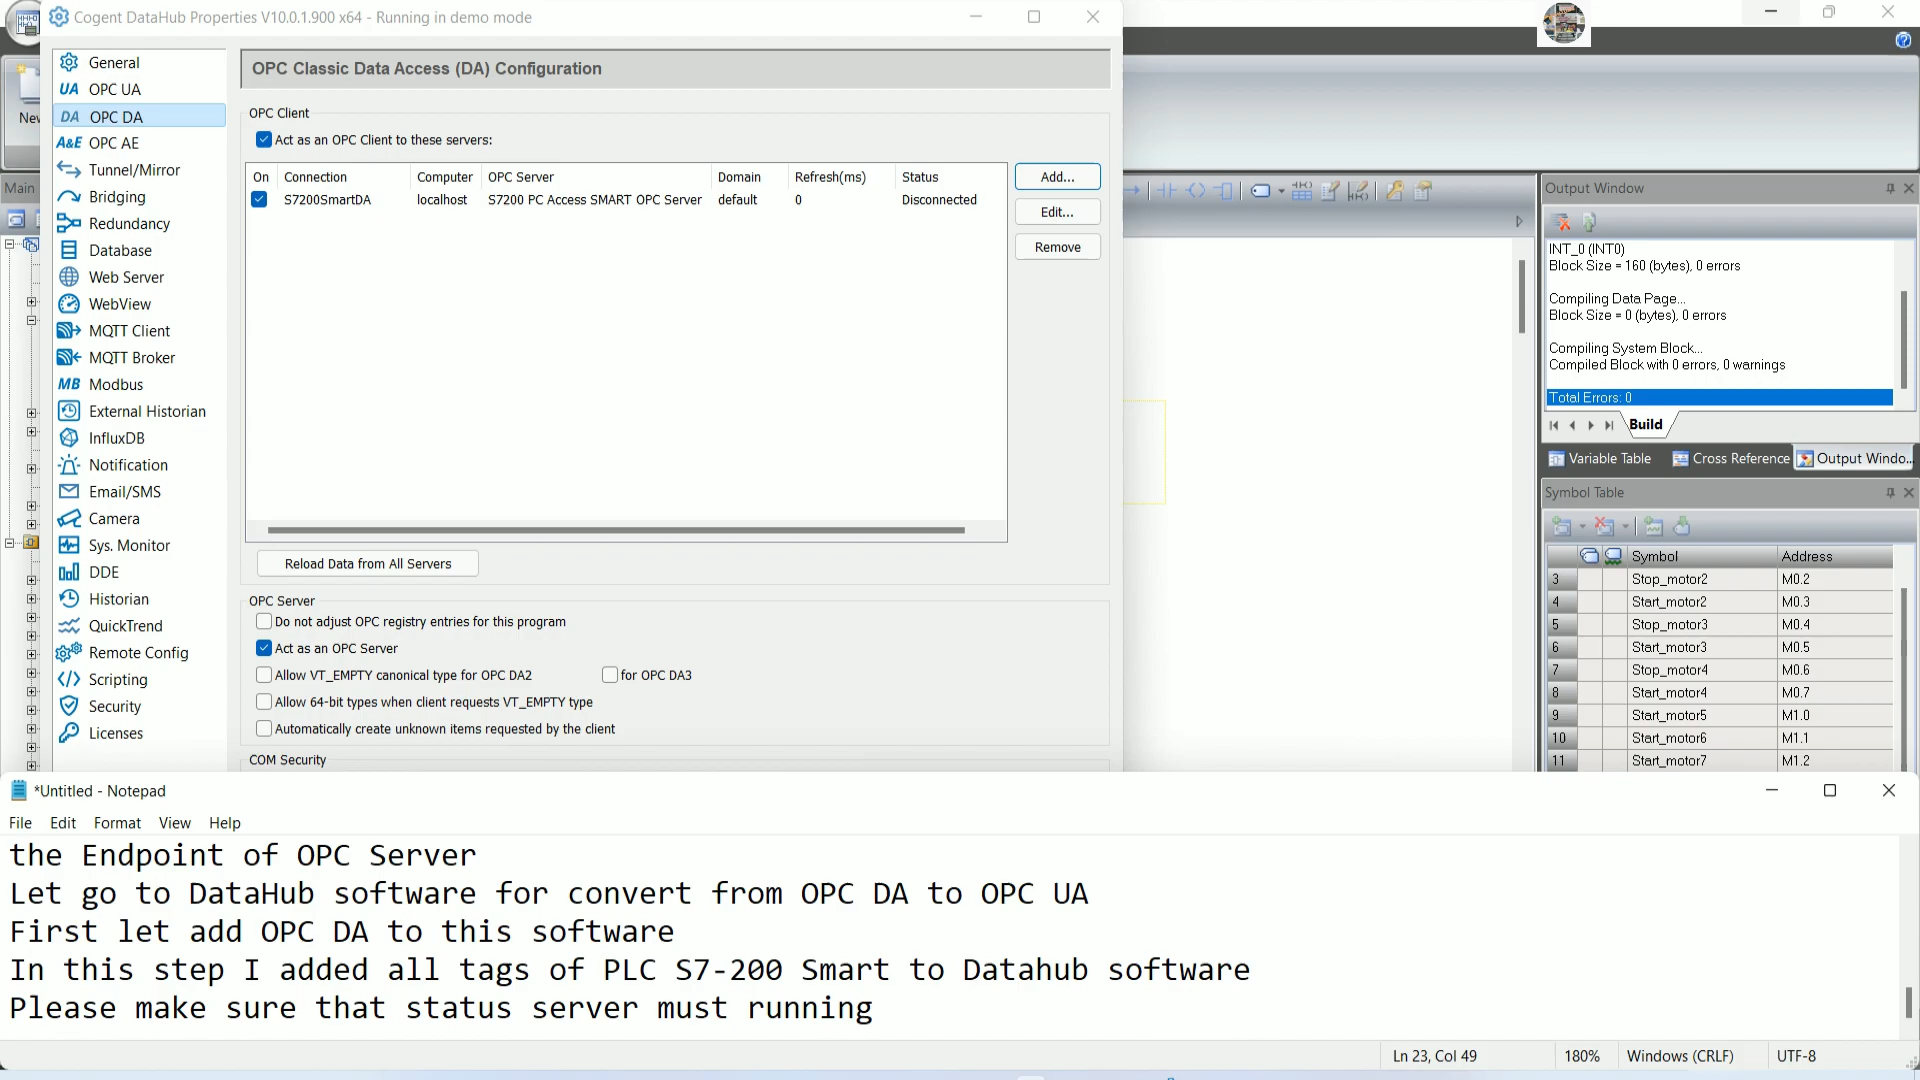 Cogent DataHub Properties V10.0.1.900 x64 - Running in demo mode
General
UA OPC UA
DA OPC DA
A&E OPC AE
Tunnel/Mirror
Bridging
Redundancy
Database
Web Server
WebView
MQTT Client
MQTT Broker
MB Modbus
External Historian
InfluxDB
Notification
Email/SMS
Camera
Sys. Monitor
DDE
Historian
QuickTrend
Remote Config
Scripting
Security
Licenses
OPC Classic Data Access (DA) Configuration
OPC Client
Act as an OPC Client to these servers:
On Connection Computer OPC Server Domain Refresh(ms) Status
S7200SmartDA localhost S7200 PC Access SMART OPC Server default 0 Disconnected
Add...
Edit...
Remove
Reload Data from All Servers
OPC Server
Do not adjust OPC registry entries for this program
Act as an OPC Server
Allow VT_EMPTY canonical type for OPC DA2 for OPC DA3
Allow 64-bit types when client requests VT_EMPTY type
Automatically create unknown items requested by the client
COM Security
Main
Output Window
INT_0 (INT0)
Block Size = 160 (bytes), 0 errors
Compiling Data Page...
Block Size = 0 (bytes), 0 errors
Compiling System Block...
Compiled Block with 0 errors, 0 warnings
Total Errors: 0
Build
Variable Table Cross Reference Output Windo...
Symbol Table
Symbol Address
3 Stop_motor2 M0.2
4 Start_motor2 M0.3
5 Stop_motor3 M0.4
6 Start_motor3 M0.5
7 Stop_motor4 M0.6
8 Start_motor4 M0.7
9 Start_motor5 M1.0
10 Start_motor6 M1.1
11 Start_motor7 M1.2
*Untitled - Notepad
File Edit Format View Help
the Endpoint of OPC Server
Let go to DataHub software for convert from OPC DA to OPC UA
First let add OPC DA to this software
In this step I added all tags of PLC S7-200 Smart to Datahub software
Please make sure that status server must running
Ln 23, Col 49 180% Windows (CRLF) UTF-8